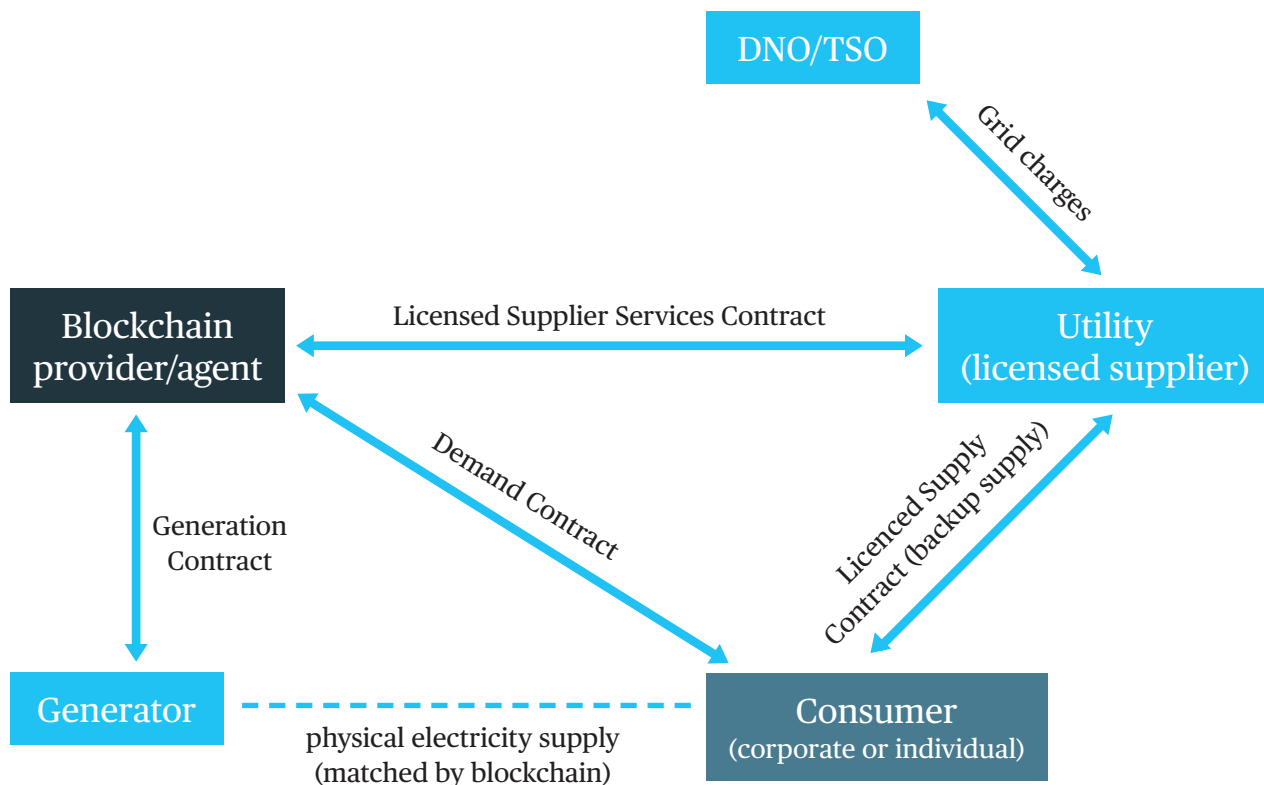 DNO/TSO
Grid charges
Blockchain
provider/agent
Licensed Supplier Services Contract
Utility
(licensed supplier)
Demand Contract
Licenced Supply
Contract (backup supply)
Generation
Contract
Generator
physical electricity supply
(matched by blockchain)
Consumer
(corporate or individual)